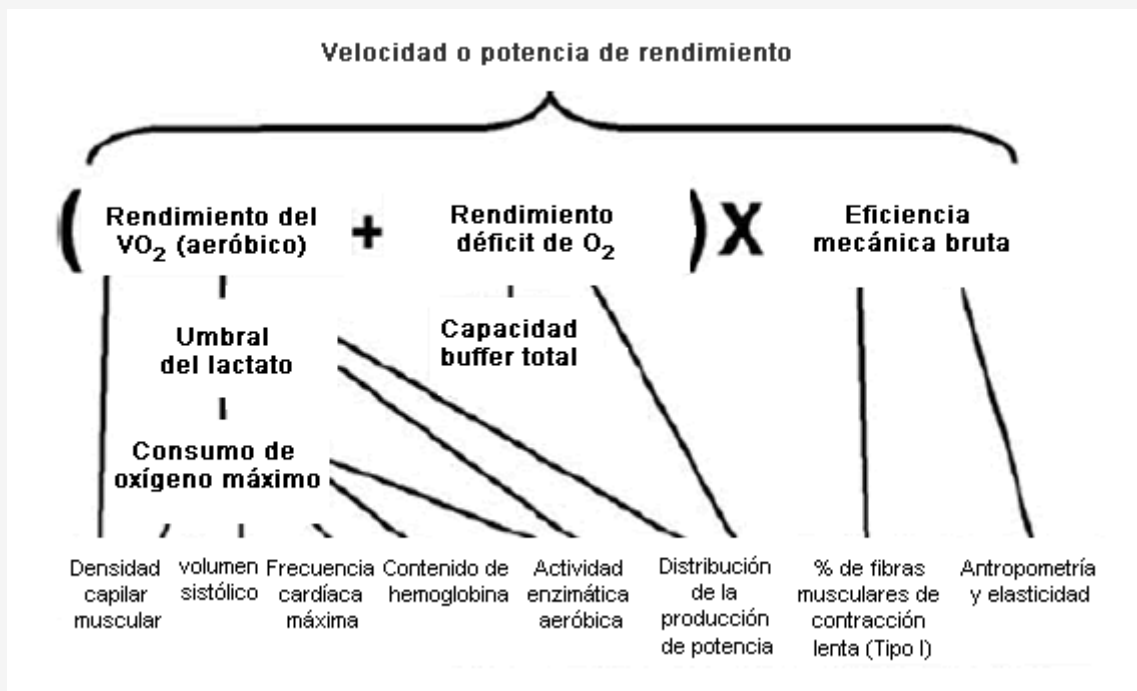 Velocidad o potencia de rendimiento
( Rendimiento del
VO₂ (aeróbico)
+
Rendimiento
déficit de O₂
) X
Eficiencia
mecánica bruta
Umbral
del lactato
Capacidad
buffer total
Consumo de
oxígeno máximo
Densidad
capilar
muscular
volumen
sistólico
Frecuencia
cardíaca
máxima
Contenido de
hemoglobina
Actividad
enzimática
aeróbica
Distribución
de la
producción
de potencia
% de fibras
musculares de
contracción
lenta (Tipo I)
Antropometría
y elasticidad